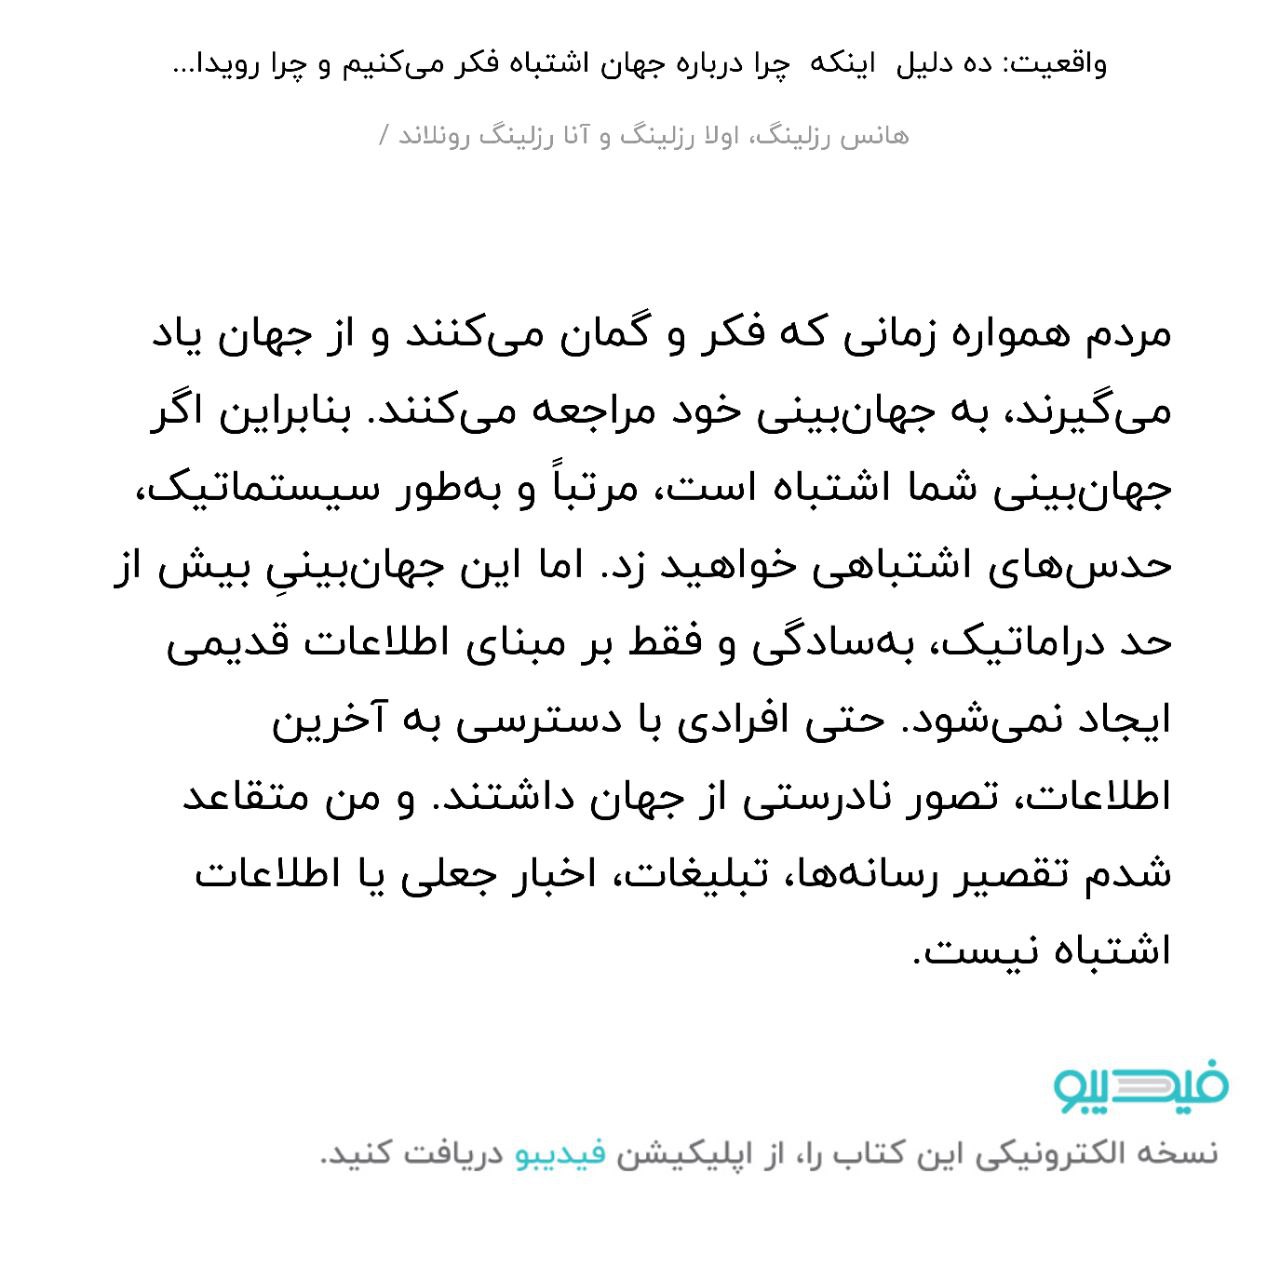 واقعیت: ده دلیل اینکه چرا درباره جهان اشتباه فکر می‌کنیم و چرا رویدا...
هانس رزلینگ، اولا رزلینگ و آنا رزلینگ رونلاند /
مردم همواره زمانی که فکر و گمان می‌کنند و از جهان یاد
می‌گیرند، به جهان‌بینی خود مراجعه می‌کنند. بنابراین اگر
جهان‌بینی شما اشتباه است، مرتباً و به‌طور سیستماتیک،
حدس‌های اشتباهی خواهید زد. اما این جهان‌بینیِ بیش از
حد دراماتیک، به‌سادگی و فقط بر مبنای اطلاعات قدیمی
ایجاد نمی‌شود. حتی افرادی با دسترسی به آخرین
اطلاعات، تصور نادرستی از جهان داشتند. و من متقاعد
شدم تقصیر رسانه‌ها، تبلیغات، اخبار جعلی یا اطلاعات
اشتباه نیست.
فیدیبو
نسخه الکترونیکی این کتاب را، از اپلیکیشن فیدیبو دریافت کنید.